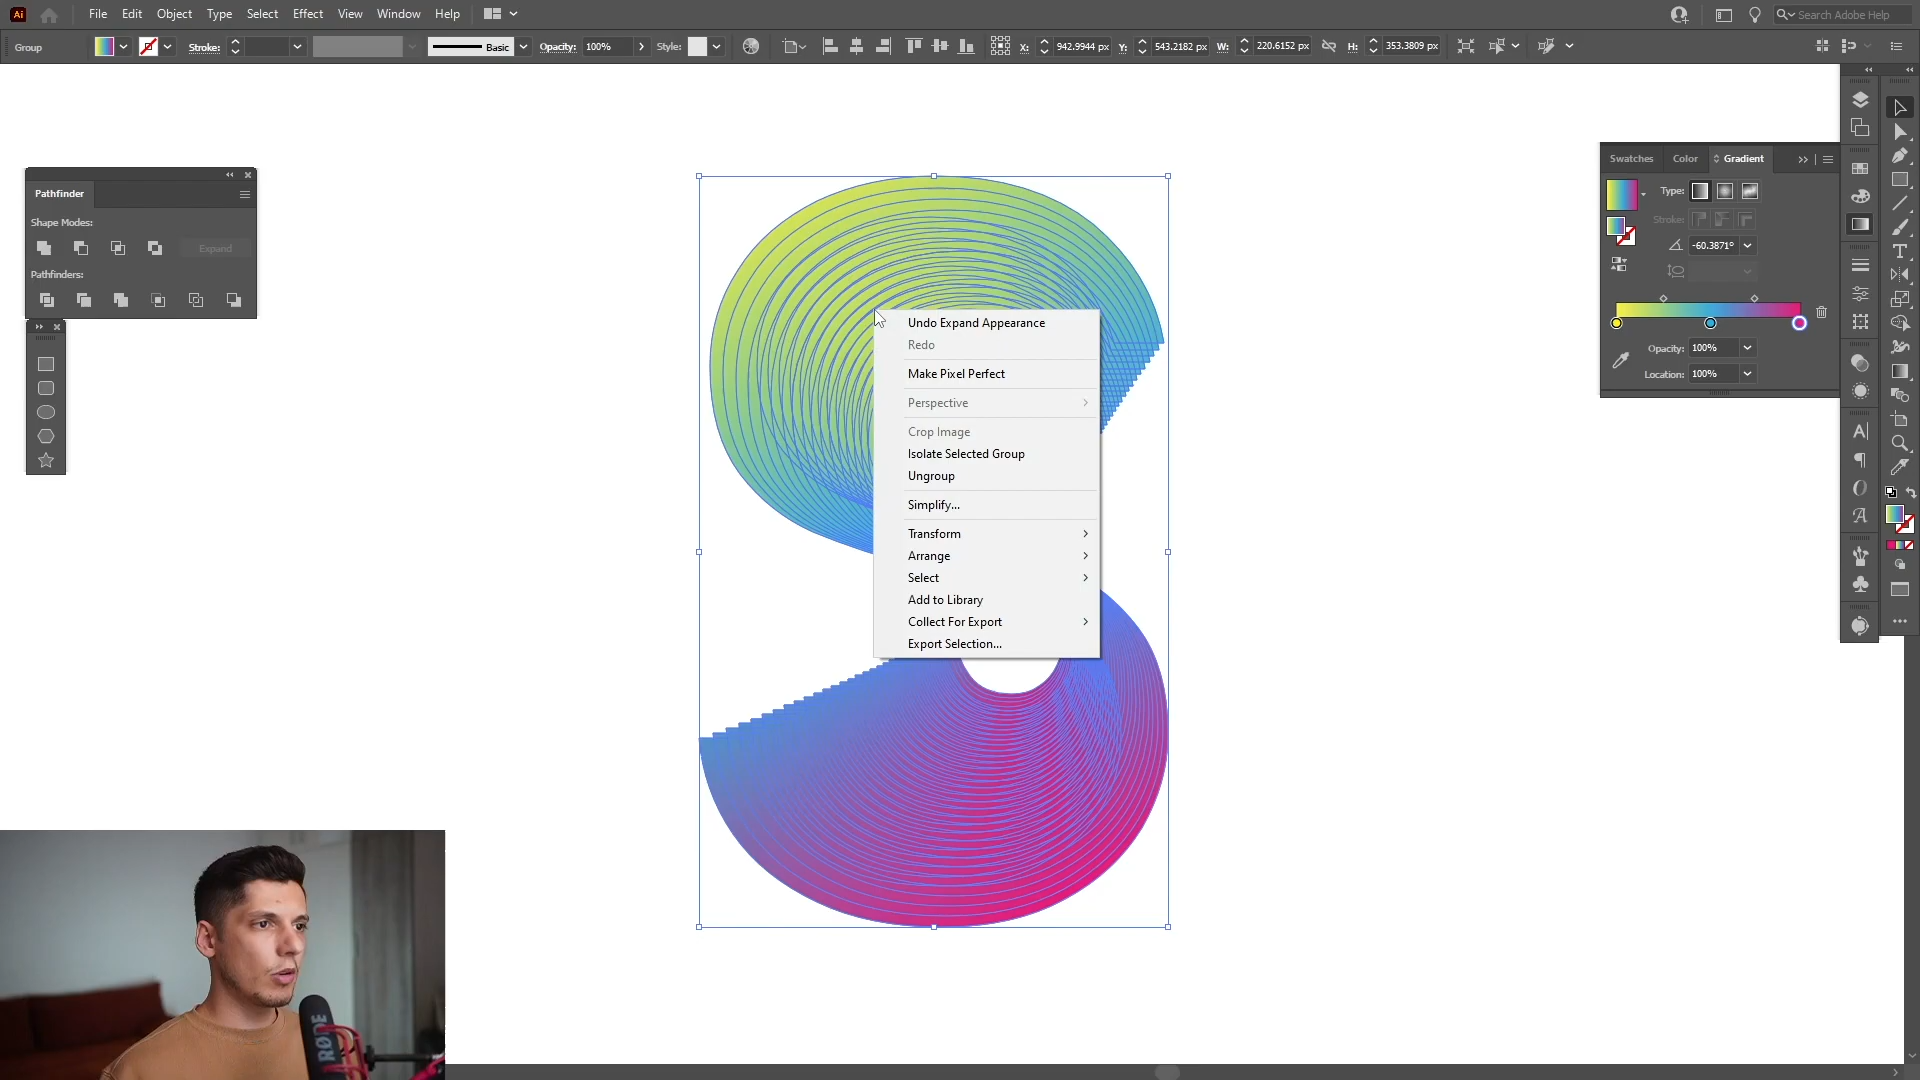 Ai File Edit Object Type Select Effect View Window Help Search Adobe Help
Group Stroke: Basic Opacity: 100% Style: X: 942.9944 px Y: 543.2182 px W: 220.6152 px H: 353.3809 px
Pathfinder
Shape Modes:
Expand
Pathfinders:
Undo Expand Appearance
Redo
Make Pixel Perfect
Perspective
Crop Image
Isolate Selected Group
Ungroup
Simplify...
Transform
Arrange
Select
Add to Library
Collect For Export
Export Selection...
Swatches Color Gradient
Type:
Stroke:
-60.3871°
Opacity: 100%
Location: 100%
RØDE